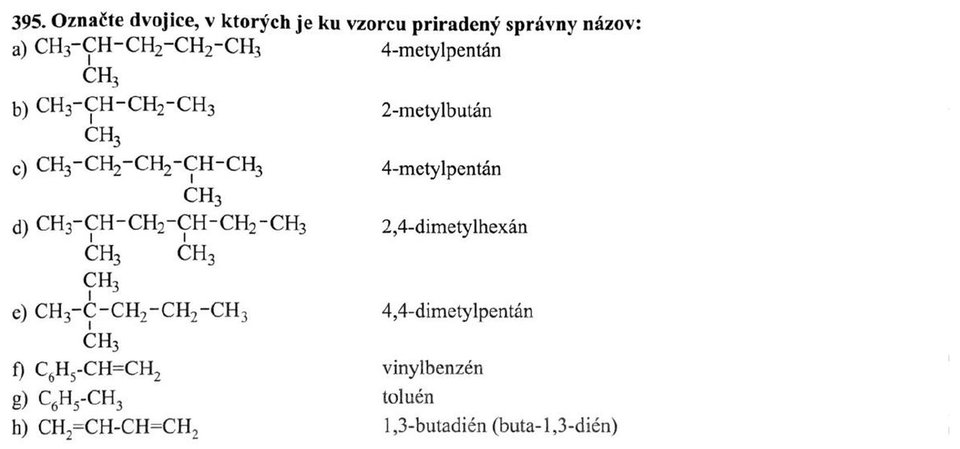 395. Označte dvojice, v ktorých je ku vzorcu priradený správny názov:
a) CH₃-CH-CH₂-CH₂-CH₃ 4-metylpentán
CH₃
b) CH₃-CH-CH₂-CH₃ 2-metylbután
CH₃
c) CH₃-CH₂-CH₂-CH-CH₃ 4-metylpentán
CH₃
d) CH₃-CH-CH₂-CH-CH₂-CH₃ 2,4-dimetylhexán
CH₃ CH₃
CH₃
e) CH₃-C-CH₂-CH₂-CH₃ 4,4-dimetylpentán
CH₃
f) C₆H₅-CH=CH₂ vinylbenzén
g) C₆H₅-CH₃ toluén
h) CH₂=CH-CH=CH₂ 1,3-butadién (buta-1,3-dién)